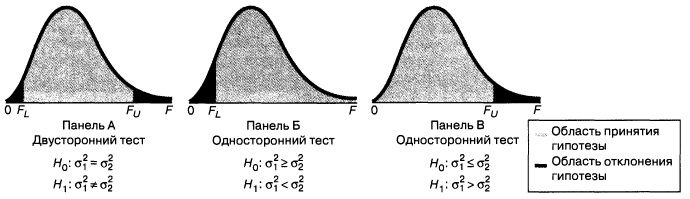 0 F_L F_U F
Панель А
Двусторонний тест
H₀: σ₁² = σ₂²
H₁: σ₁² ≠ σ₂²
0 F_L F
Панель Б
Односторонний тест
H₀: σ₁² ≥ σ₂²
H₁: σ₁² < σ₂²
0 F_U F
Панель В
Односторонний тест
H₀: σ₁² ≤ σ₂²
H₁: σ₁² > σ₂²
Область принятия
гипотезы
Область отклонения
гипотезы